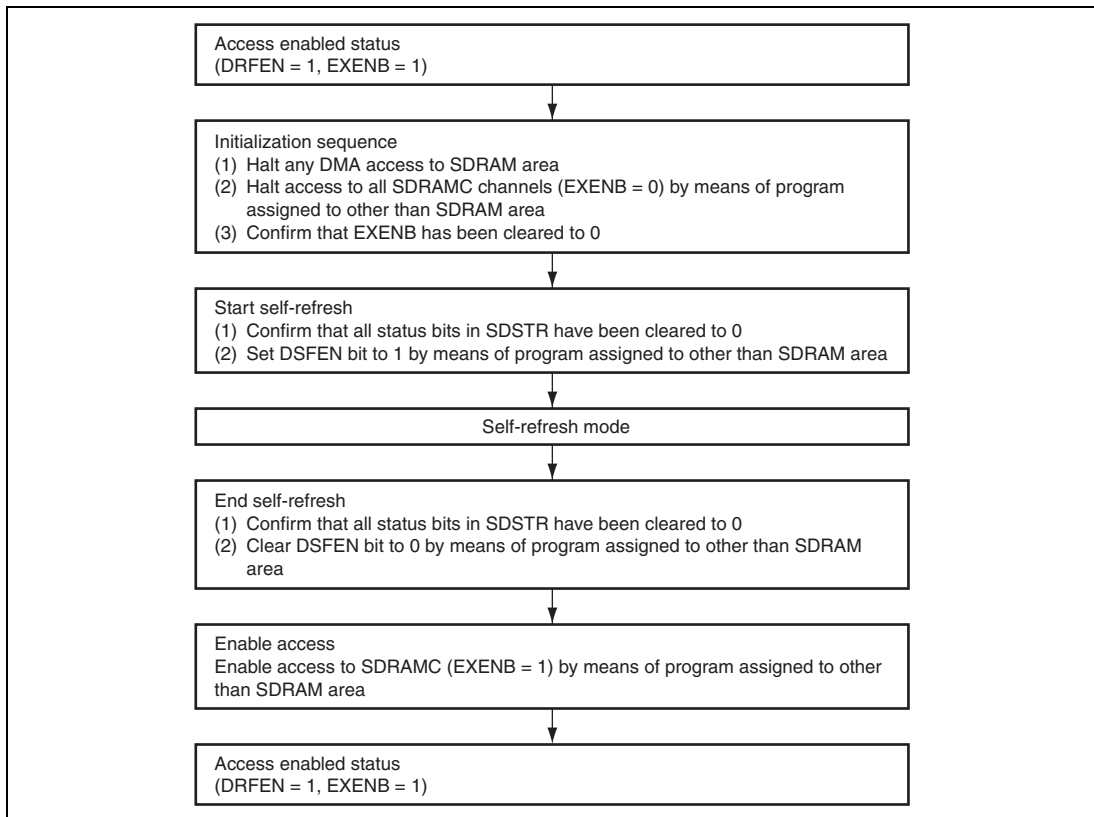 Access enabled status
(DRFEN = 1, EXENB = 1)
Initialization sequence
(1) Halt any DMA access to SDRAM area
(2) Halt access to all SDRAMC channels (EXENB = 0) by means of program
assigned to other than SDRAM area
(3) Confirm that EXENB has been cleared to 0
Start self-refresh
(1) Confirm that all status bits in SDSTR have been cleared to 0
(2) Set DSFEN bit to 1 by means of program assigned to other than SDRAM area
Self-refresh mode
End self-refresh
(1) Confirm that all status bits in SDSTR have been cleared to 0
(2) Clear DSFEN bit to 0 by means of program assigned to other than SDRAM
area
Enable access
Enable access to SDRAMC (EXENB = 1) by means of program assigned to other
than SDRAM area
Access enabled status
(DRFEN = 1, EXENB = 1)